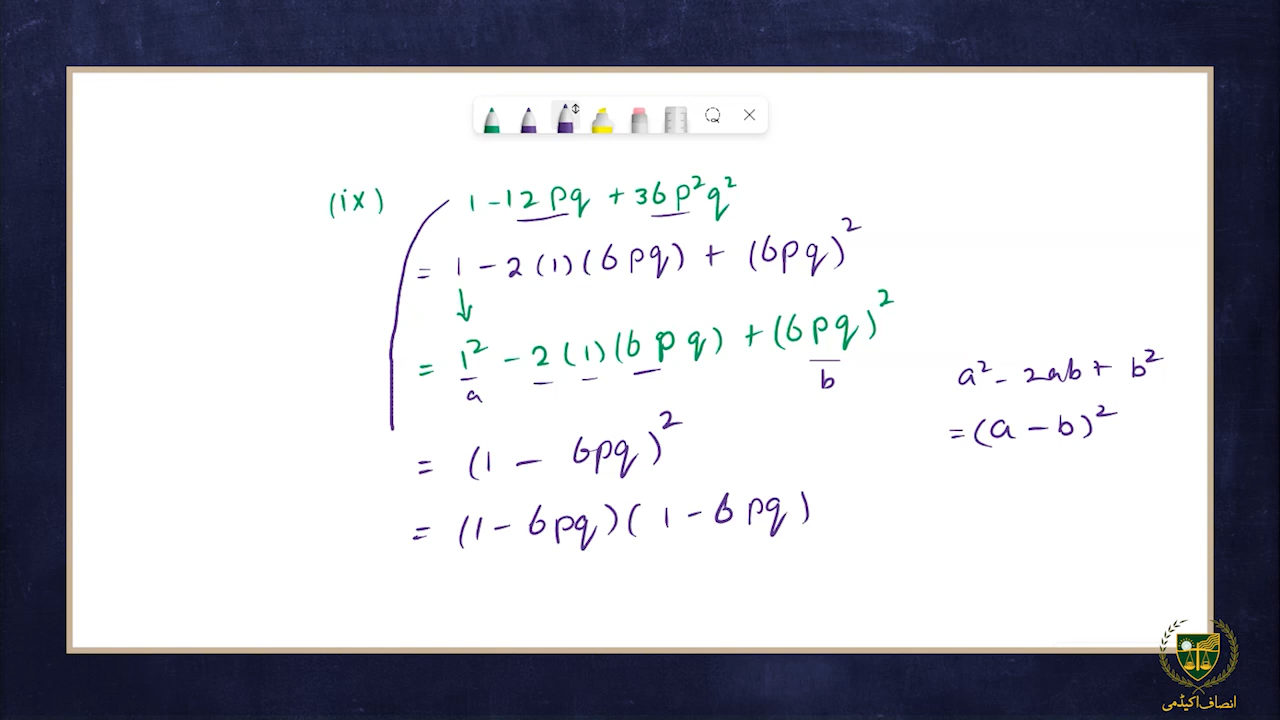 (ix) 1 - 12pq + 36p²q²
= 1 - 2(1)(6pq) + (6pq)²
↓
= 1² - 2(1)(6pq) + (6pq)²
a b
a² - 2ab + b²
= (a - b)²
= (1 - 6pq)²
= (1 - 6pq)(1 - 6pq)
انصاف اکیڈمی